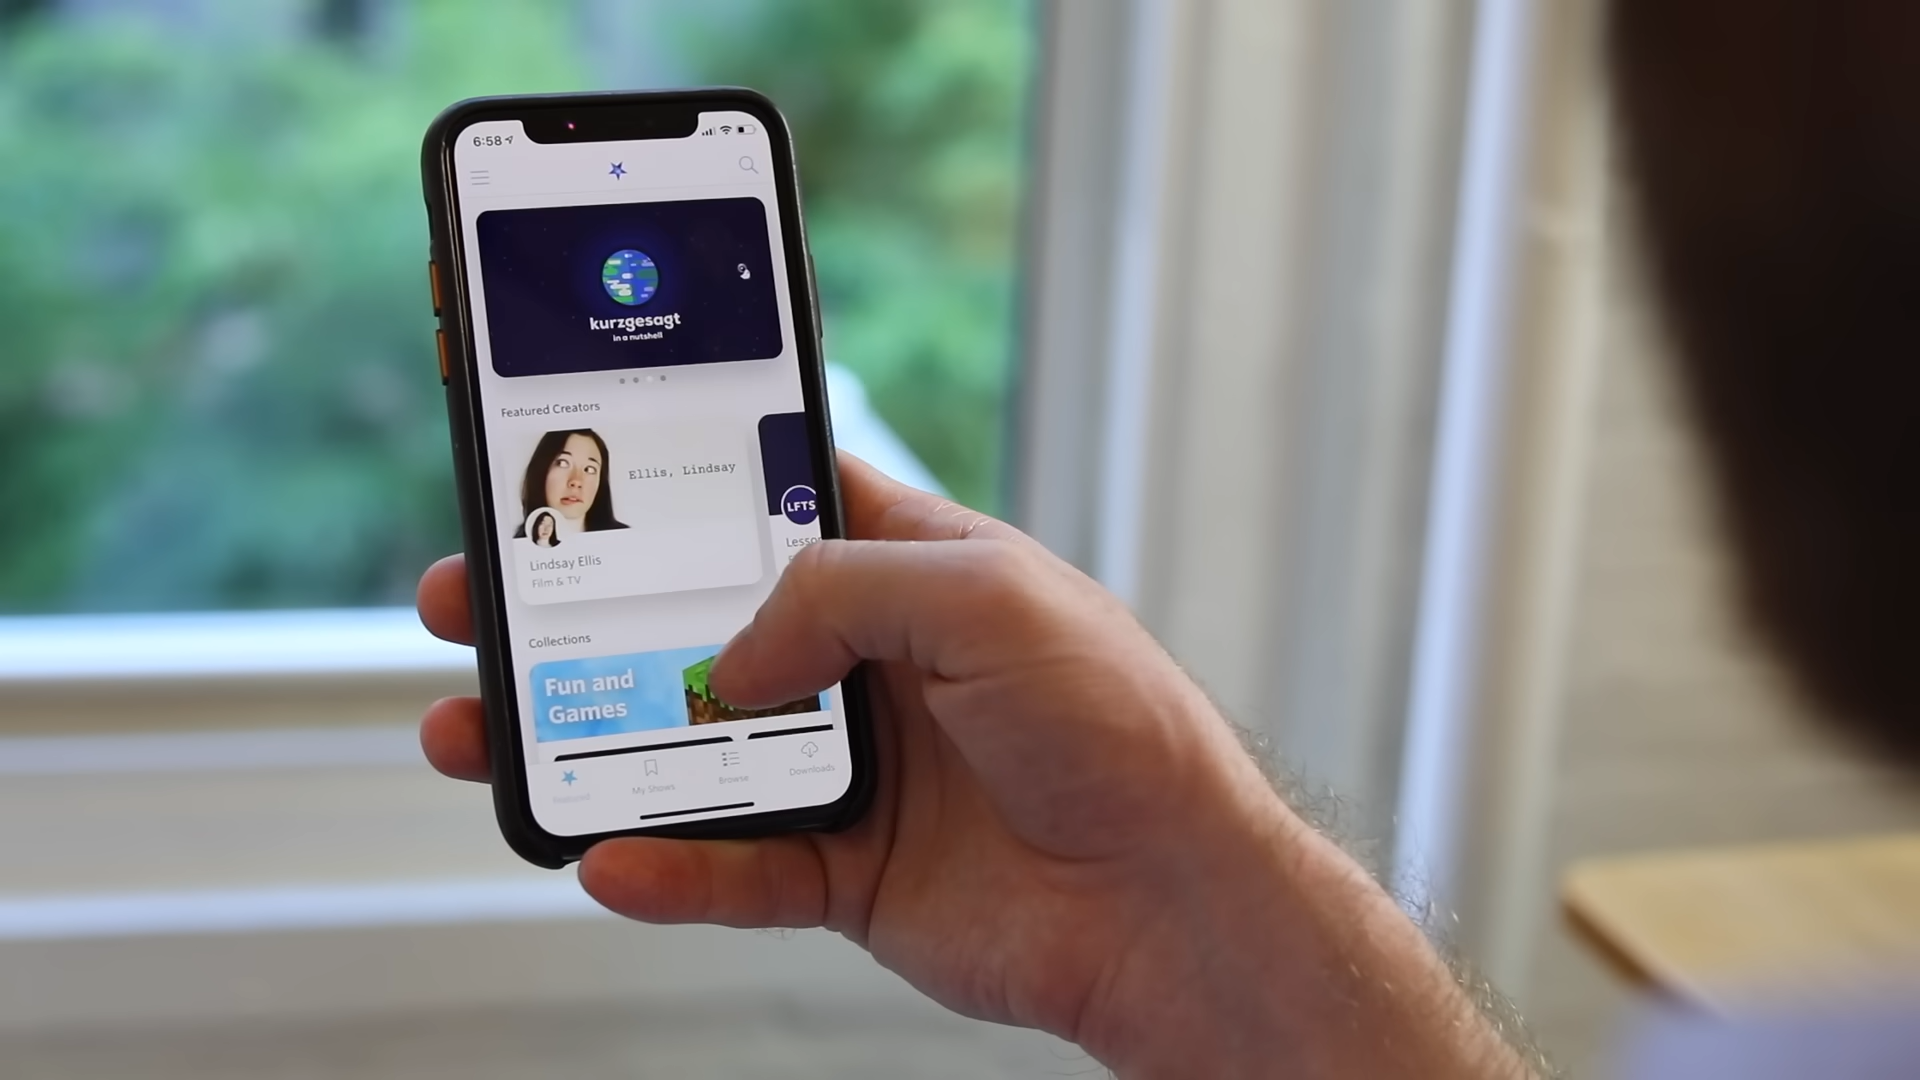 6:58
kurzgesagt
in a nutshell
Featured Creators
Ellis, Lindsay
LFTS
Lindsay Ellis
Film & TV
Collections
Fun and
Games
Featured
My Shows
Browse
Downloads